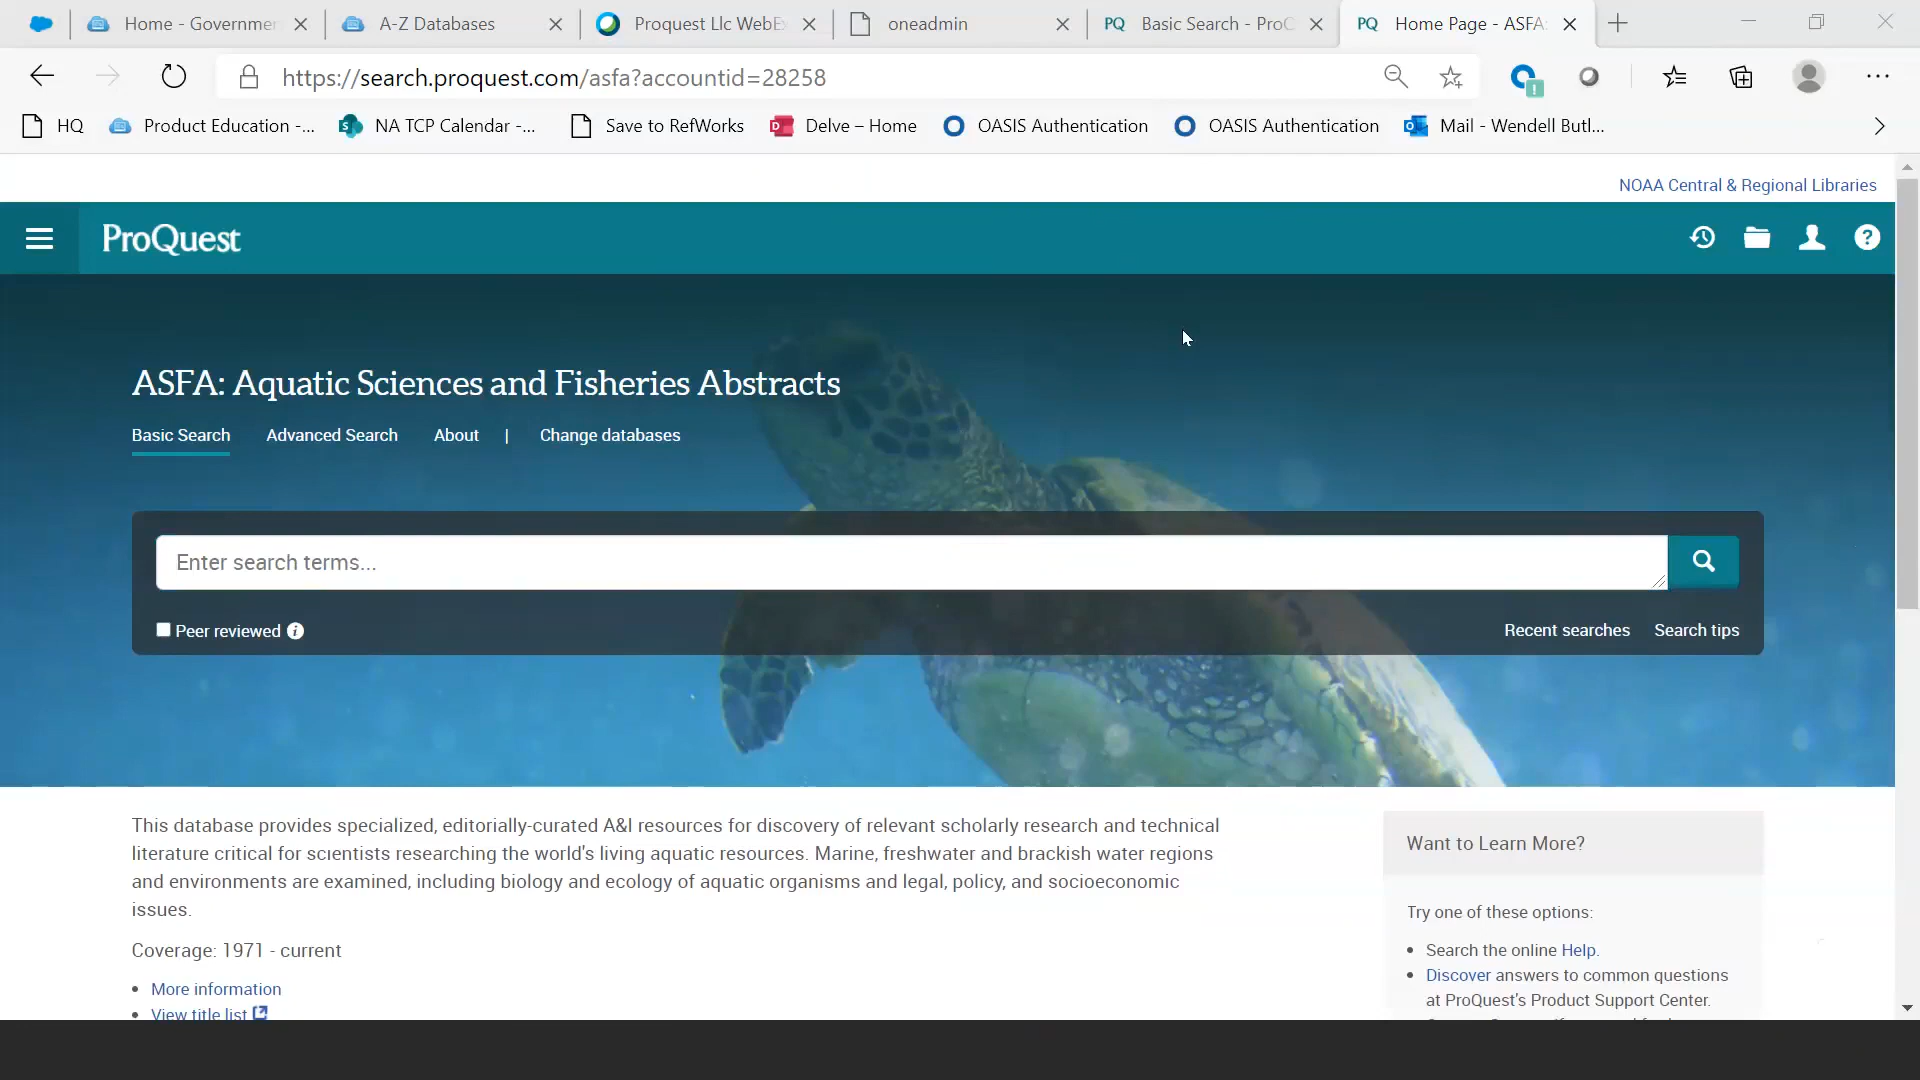 Home - Governmen
A-Z Databases
Proquest Llc WebEx
oneadmin
PQ Basic Search - ProQ
PQ Home Page - ASFA:
https://search.proquest.com/asfa?accountid=28258
HQ
Product Education -...
NA TCP Calendar -...
Save to RefWorks
Delve – Home
OASIS Authentication
OASIS Authentication
Mail - Wendell Butl...
NOAA Central & Regional Libraries
ProQuest
ASFA: Aquatic Sciences and Fisheries Abstracts
Basic Search Advanced Search About | Change databases
Enter search terms...
Peer reviewed
Recent searches Search tips
This database provides specialized, editorially-curated A&I resources for discovery of relevant scholarly research and technical
literature critical for scientists researching the world's living aquatic resources. Marine, freshwater and brackish water regions
and environments are examined, including biology and ecology of aquatic organisms and legal, policy, and socioeconomic
issues.
Coverage: 1971 - current
• More information
• View title list
Want to Learn More?
Try one of these options:
• Search the online Help.
• Discover answers to common questions
at ProQuest's Product Support Center.